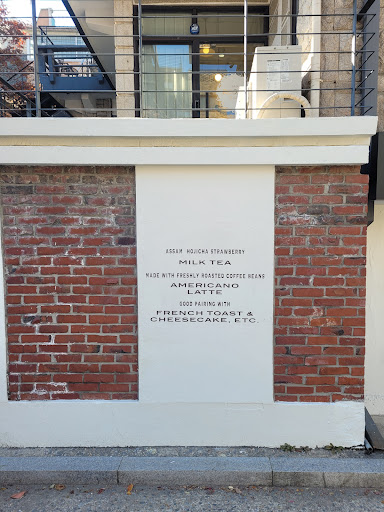 ASSAM HOJICHA STRAWBERRY
MILK TEA
MADE WITH FRESHLY ROASTED COFFEE BEANS
AMERICANO
LATTE
GOOD PAIRING WITH
FRENCH TOAST &
CHEESECAKE, ETC.